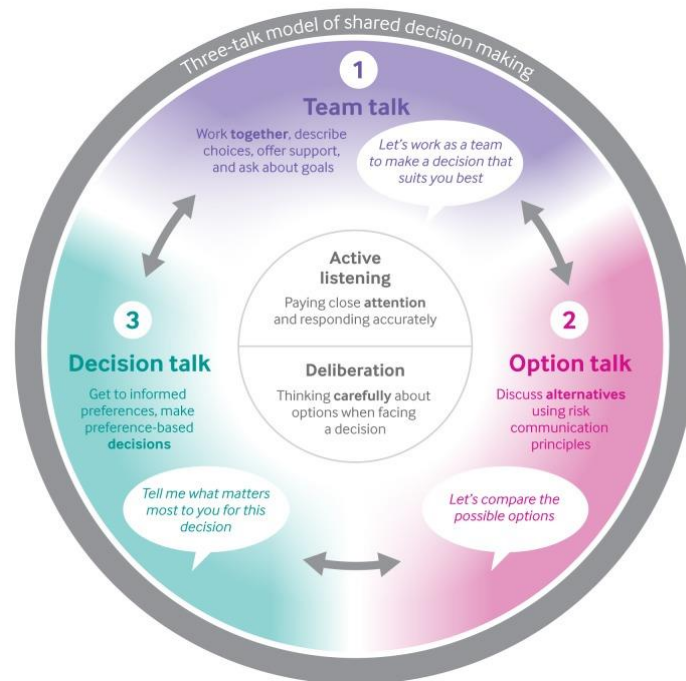 Three-talk model of shared decision making
1
Team talk
Work together, describe
choices, offer support,
and ask about goals
Let's work as a team
to make a decision that
suits you best
Active
listening
Paying close attention
and responding accurately
Deliberation
Thinking carefully about
options when facing
a decision
2
Option talk
Discuss alternatives
using risk
communication
principles
Let's compare the
possible options
3
Decision talk
Get to informed
preferences, make
preference-based
decisions
Tell me what matters
most to you for this
decision